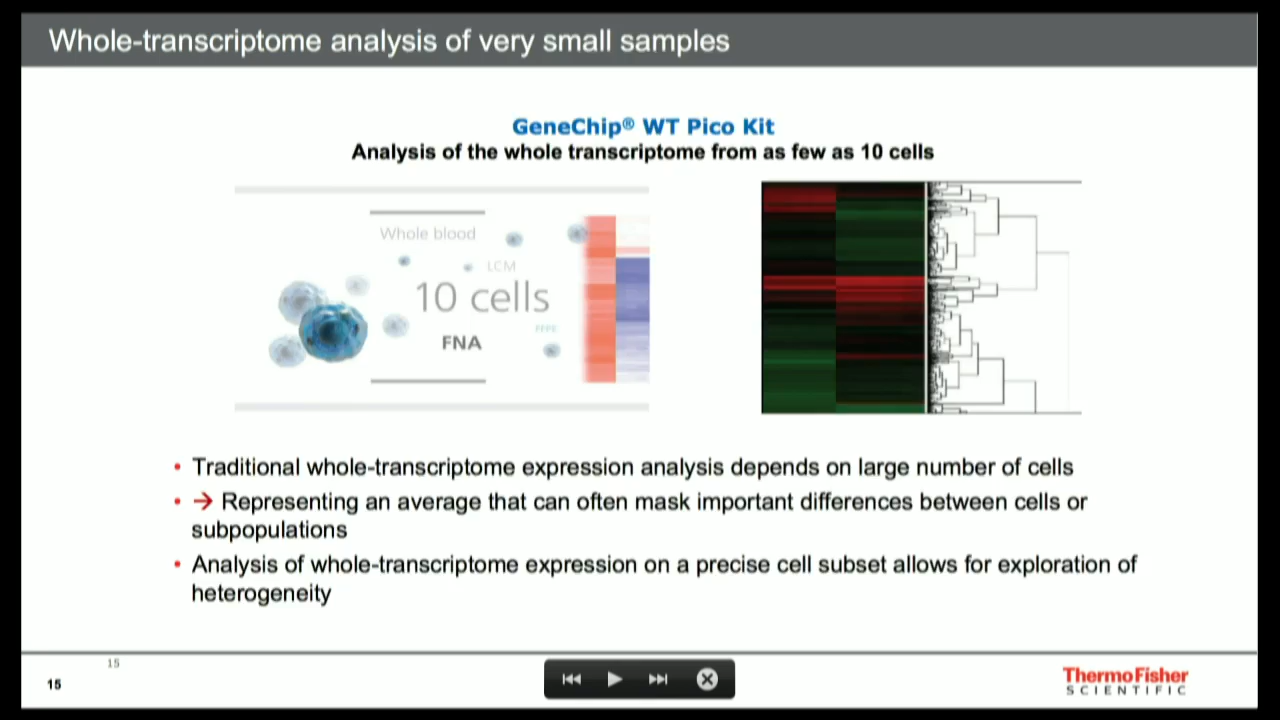 Whole-transcriptome analysis of very small samples
GeneChip® WT Pico Kit
Analysis of the whole transcriptome from as few as 10 cells
Whole blood
LCM
10 cells
FFPE
FNA
• Traditional whole-transcriptome expression analysis depends on large number of cells
• → Representing an average that can often mask important differences between cells or
subpopulations
• Analysis of whole-transcriptome expression on a precise cell subset allows for exploration of
heterogeneity
15
15
ThermoFisher
SCIENTIFIC